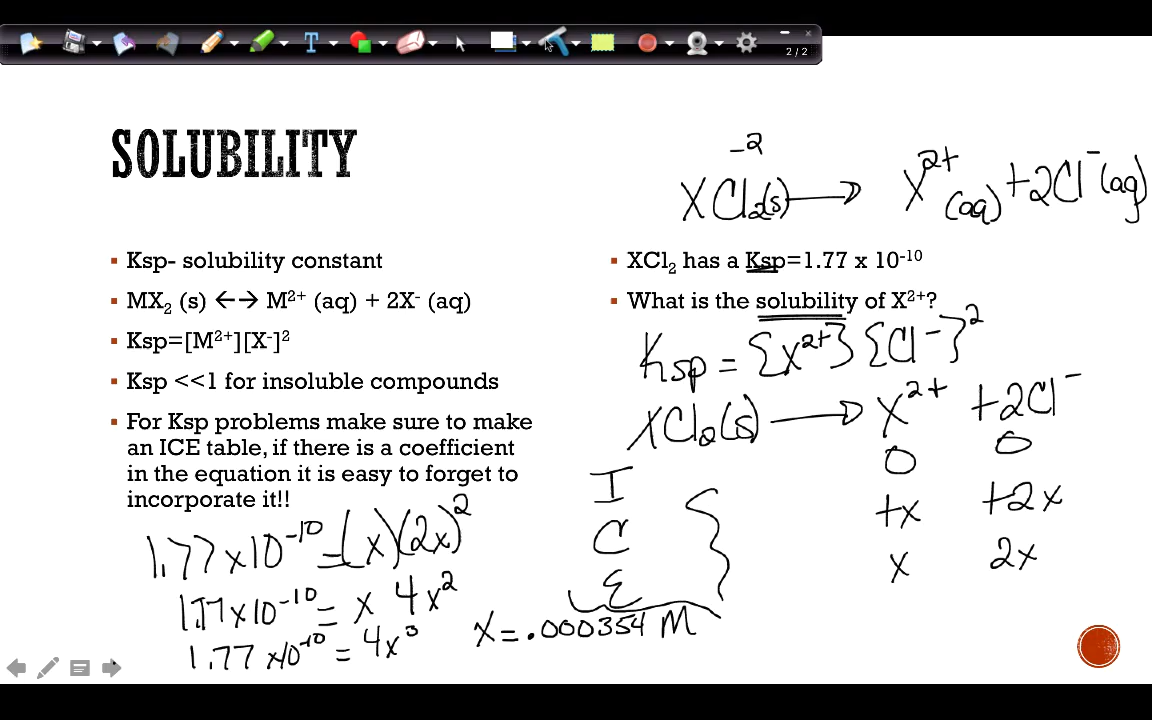 2 / 2
SOLUBILITY
▪ Ksp- solubility constant
▪ MX₂ (s) ←→ M²⁺ (aq) + 2X⁻ (aq)
▪ Ksp=[M²⁺][X⁻]²
▪ Ksp <<1 for insoluble compounds
▪ For Ksp problems make sure to make
an ICE table, if there is a coefficient
in the equation it is easy to forget to
incorporate it!!
1.77x10⁻¹⁰=(x)(2x)²
1.77x10⁻¹⁰ = x 4x²
1.77 x10⁻¹⁰ = 4x³
-2
XCl₂(s) → X²⁺(aq) +2Cl⁻(aq)
▪ XCl₂ has a Ksp=1.77 x 10⁻¹⁰
▪ What is the solubility of X²⁺?
Ksp = {X²⁺} {Cl⁻}²
XCl₂(s) → X²⁺ +2Cl⁻
I 0 0
C +x +2x
E x 2x
X = .000354 M